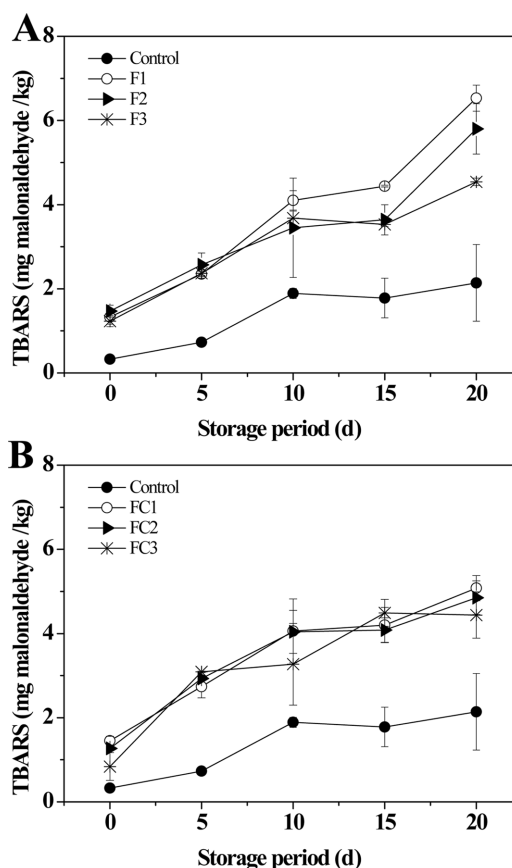 A
8
6
4
2
0
TBARS (mg malonaldehyde /kg)
Control
F1
F2
F3
0 5 10 15 20
Storage period (d)
B
8
6
4
2
0
TBARS (mg malonaldehyde /kg)
Control
FC1
FC2
FC3
0 5 10 15 20
Storage period (d)